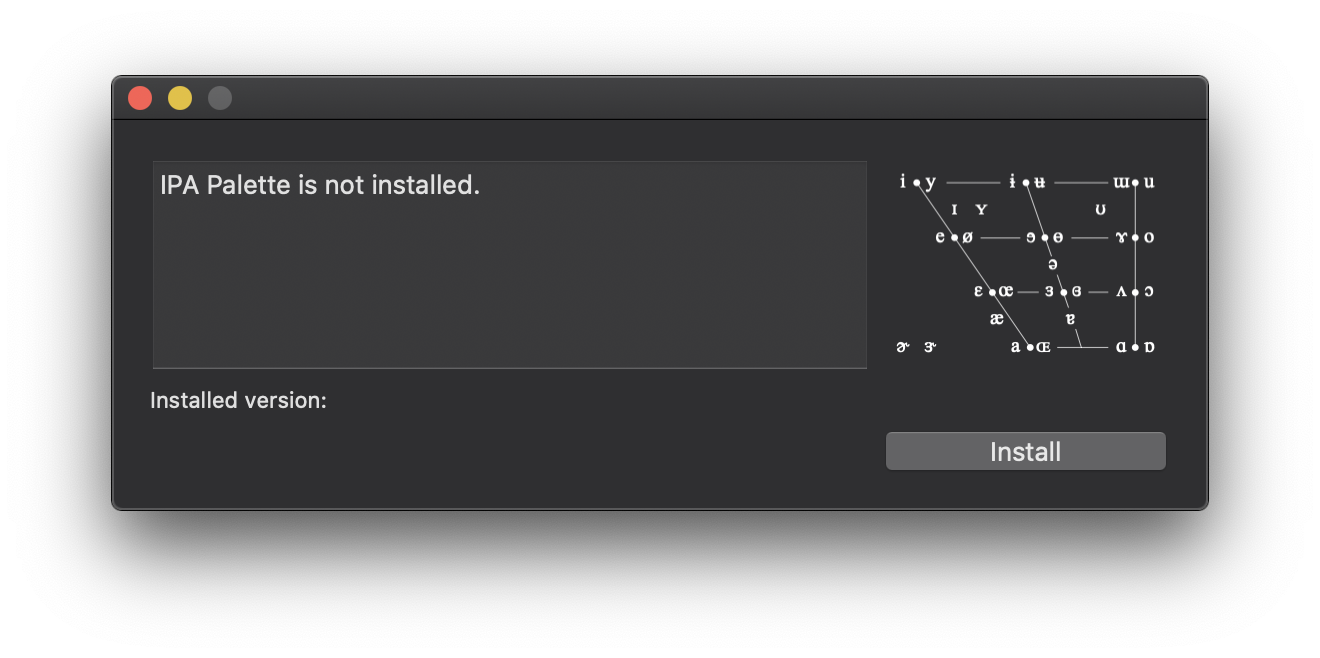 IPA Palette is not installed.
Installed version:
Install
i y ɨ ʉ ɯ u
ɪ ʏ ʊ
e ø ɘ ɵ ɤ o
ə
ɛ œ ɜ ɞ ʌ ɔ
æ ɐ
ɚ ɝ a ɶ ɑ ɒ